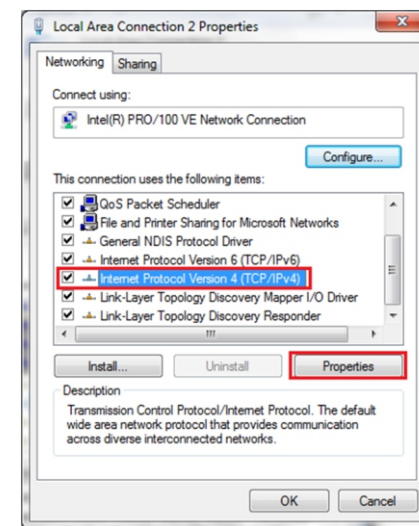 Local Area Connection 2 Properties
Networking
Sharing
Connect using:
Intel(R) PRO/100 VE Network Connection
Configure...
This connection uses the following items:
QoS Packet Scheduler
File and Printer Sharing for Microsoft Networks
General NDIS Protocol Driver
Internet Protocol Version 6 (TCP/IPv6)
Internet Protocol Version 4 (TCP/IPv4)
Link-Layer Topology Discovery Mapper I/O Driver
Link-Layer Topology Discovery Responder
Install...
Uninstall
Properties
Description
Transmission Control Protocol/Internet Protocol. The default
wide area network protocol that provides communication
across diverse interconnected networks.
OK
Cancel